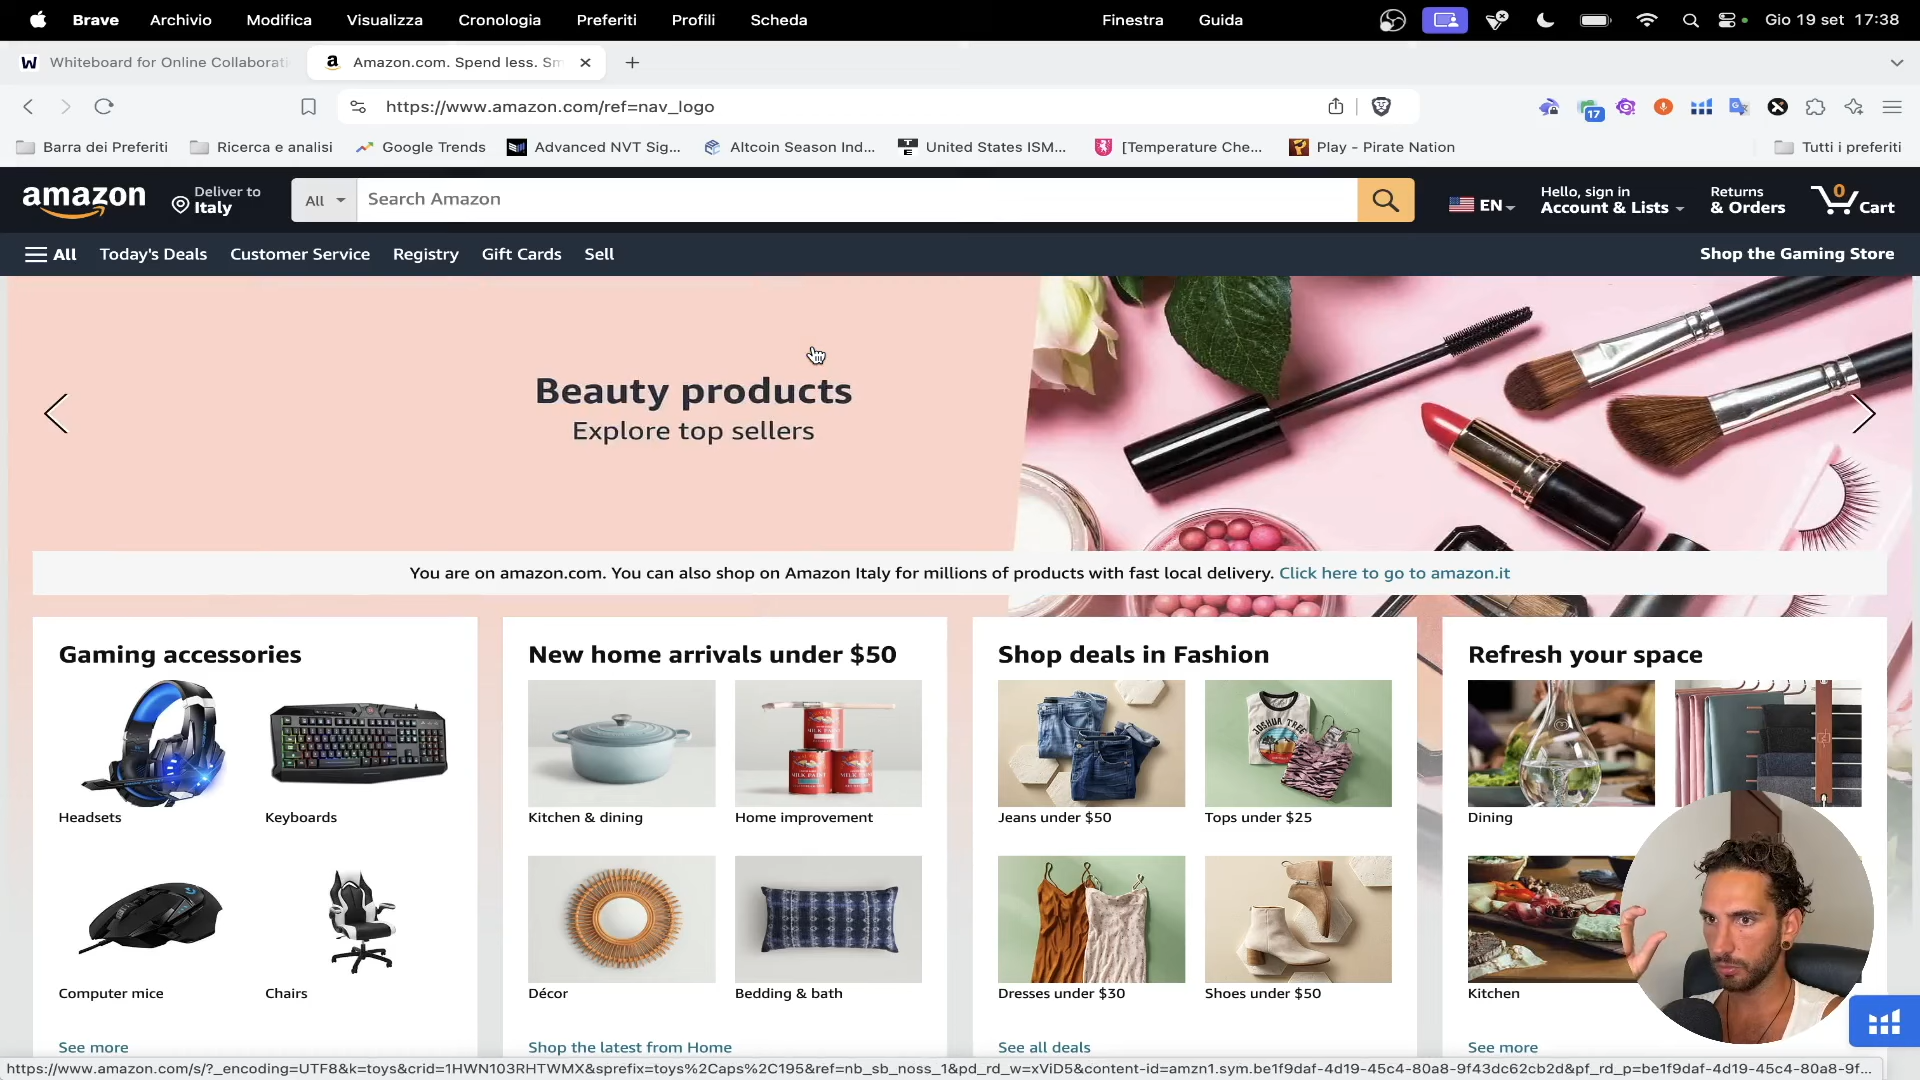 Brave Archivio Modifica Visualizza Cronologia Preferiti Profili Scheda Finestra Guida Gio 19 set 17:38
Whiteboard for Online Collaborati
Amazon.com. Spend less. Sm
https://www.amazon.com/ref=nav_logo
17
Barra dei Preferiti Ricerca e analisi Google Trends Advanced NVT Sig... Altcoin Season Ind... United States ISM... [Temperature Che... Play - Pirate Nation Tutti i preferiti
amazon
Deliver to
Italy
All
Search Amazon
EN
Hello, sign in
Account & Lists
Returns
& Orders
0
Cart
All Today's Deals Customer Service Registry Gift Cards Sell Shop the Gaming Store
Beauty products
Explore top sellers
You are on amazon.com. You can also shop on Amazon Italy for millions of products with fast local delivery. Click here to go to amazon.it
Gaming accessories
Headsets
Keyboards
Computer mice
Chairs
See more
New home arrivals under $50
Kitchen & dining
Home improvement
Décor
Bedding & bath
Shop the latest from Home
Shop deals in Fashion
JOSHUA TREE
Jeans under $50
Tops under $25
Dresses under $30
Shoes under $50
See all deals
Refresh your space
Dining
Kitchen
See more
https://www.amazon.com/s/?_encoding=UTF8&k=toys&crid=1HWN103RHTWMX&sprefix=toys%2Caps%2C195&ref=nb_sb_noss_1&pd_rd_w=xViD5&content-id=amzn1.sym.be1f9daf-4d19-45c4-80a8-9f43dc62cb2d&pf_rd_p=be1f9daf-4d19-45c4-80a8-9f...